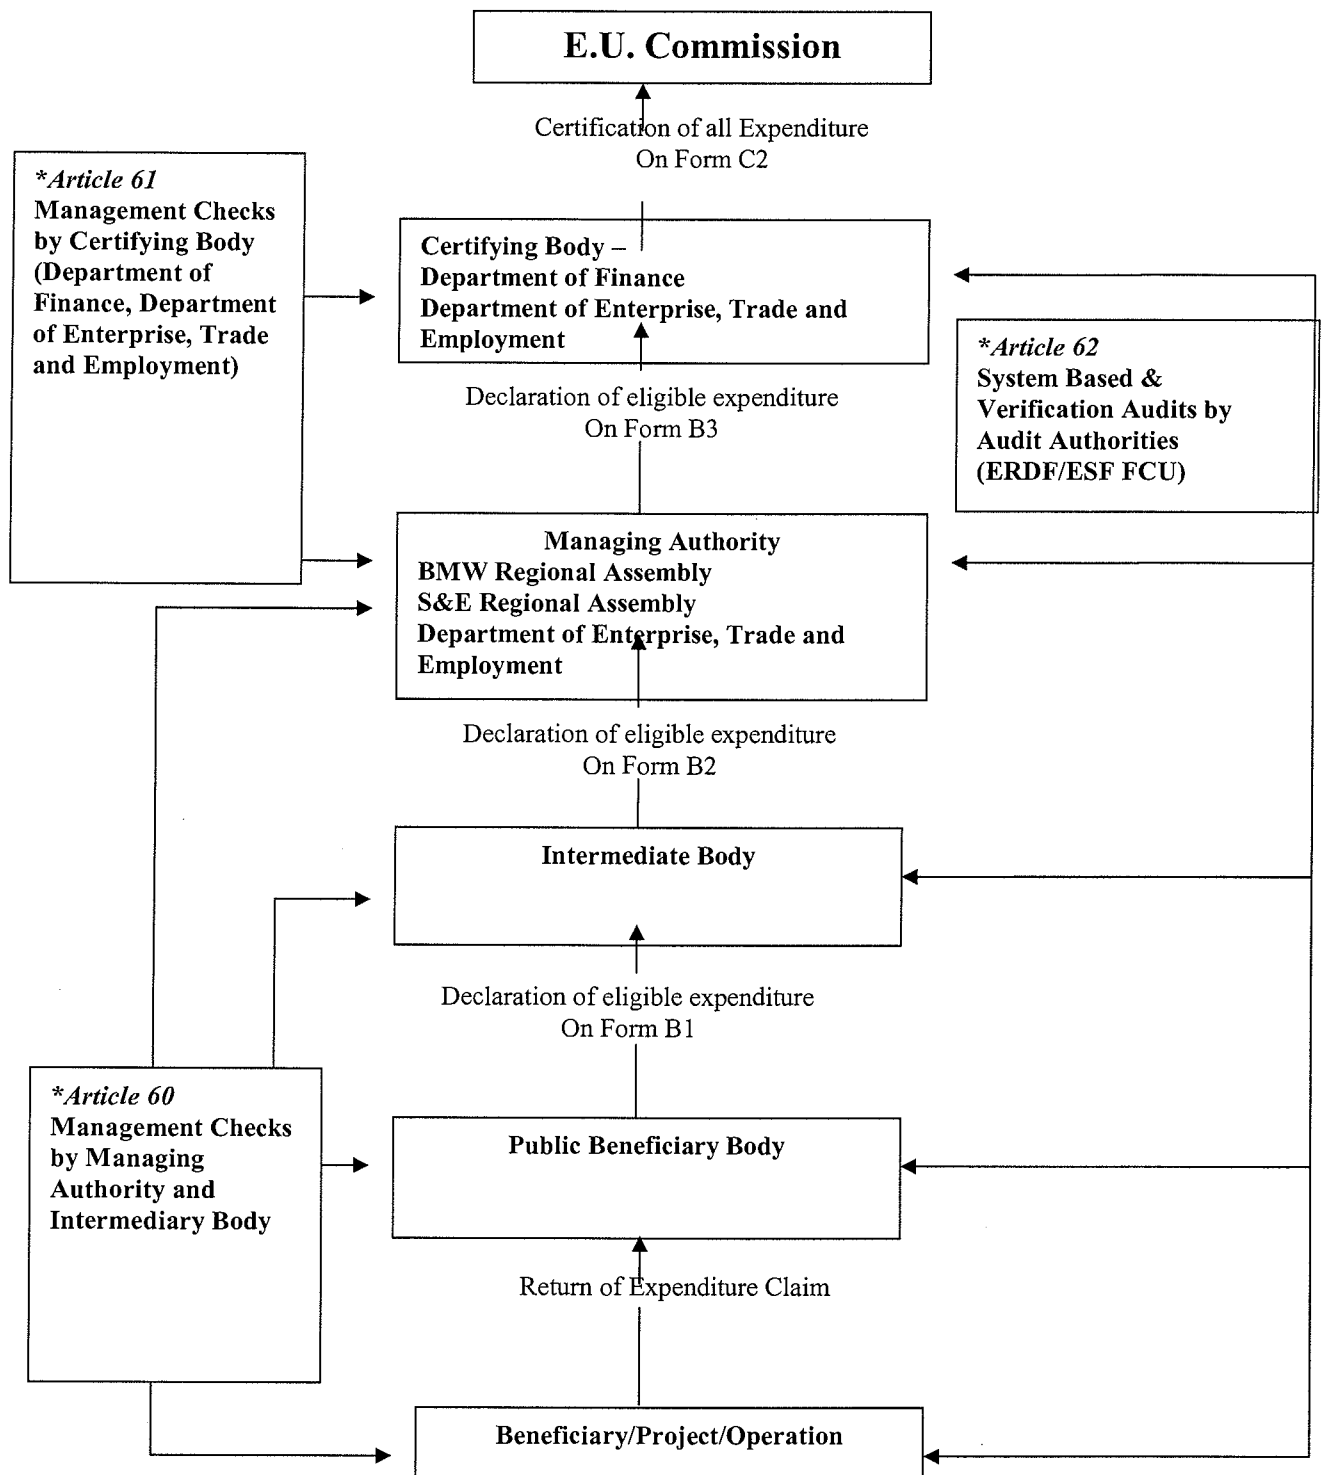 E.U. Commission
Certification of all Expenditure
On Form C2
*Article 61
Management Checks
by Certifying Body
(Department of
Finance, Department
of Enterprise, Trade
and Employment)
Certifying Body –
Department of Finance
Department of Enterprise, Trade and
Employment
*Article 62
System Based &
Verification Audits by
Audit Authorities
(ERDF/ESF FCU)
Declaration of eligible expenditure
On Form B3
Managing Authority
BMW Regional Assembly
S&E Regional Assembly
Department of Enterprise, Trade and
Employment
Declaration of eligible expenditure
On Form B2
Intermediate Body
Declaration of eligible expenditure
On Form B1
*Article 60
Management Checks
by Managing
Authority and
Intermediary Body
Public Beneficiary Body
Return of Expenditure Claim
Beneficiary/Project/Operation